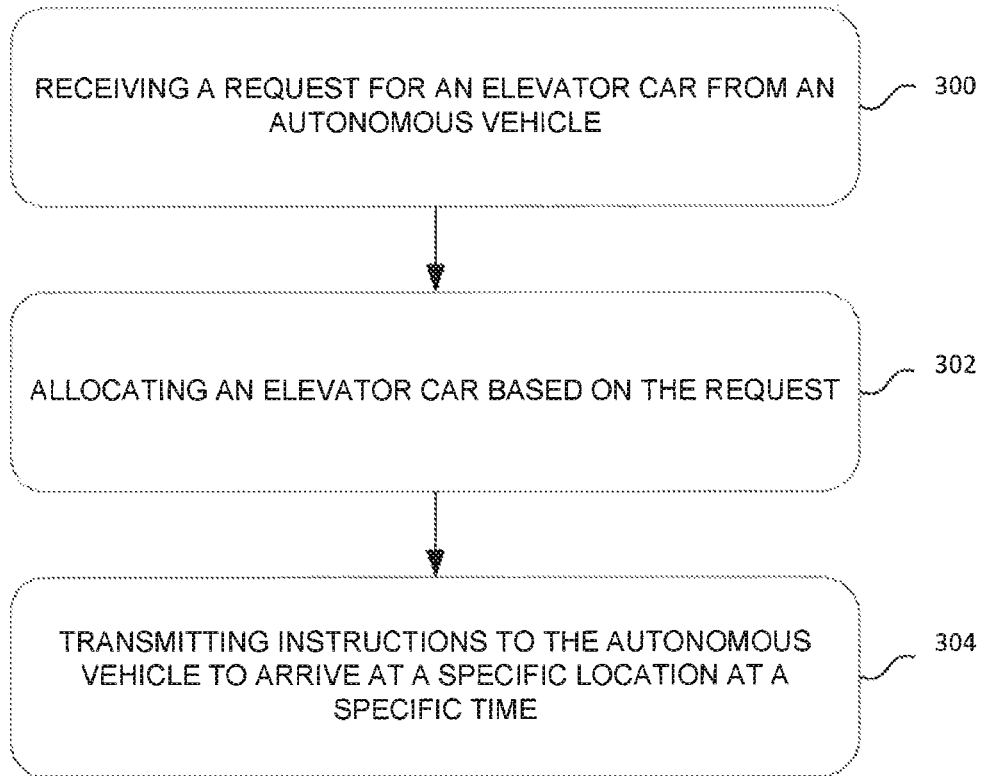 RECEIVING A REQUEST FOR AN ELEVATOR CAR FROM AN
AUTONOMOUS VEHICLE
300
ALLOCATING AN ELEVATOR CAR BASED ON THE REQUEST
302
TRANSMITTING INSTRUCTIONS TO THE AUTONOMOUS
VEHICLE TO ARRIVE AT A SPECIFIC LOCATION AT A
SPECIFIC TIME
304